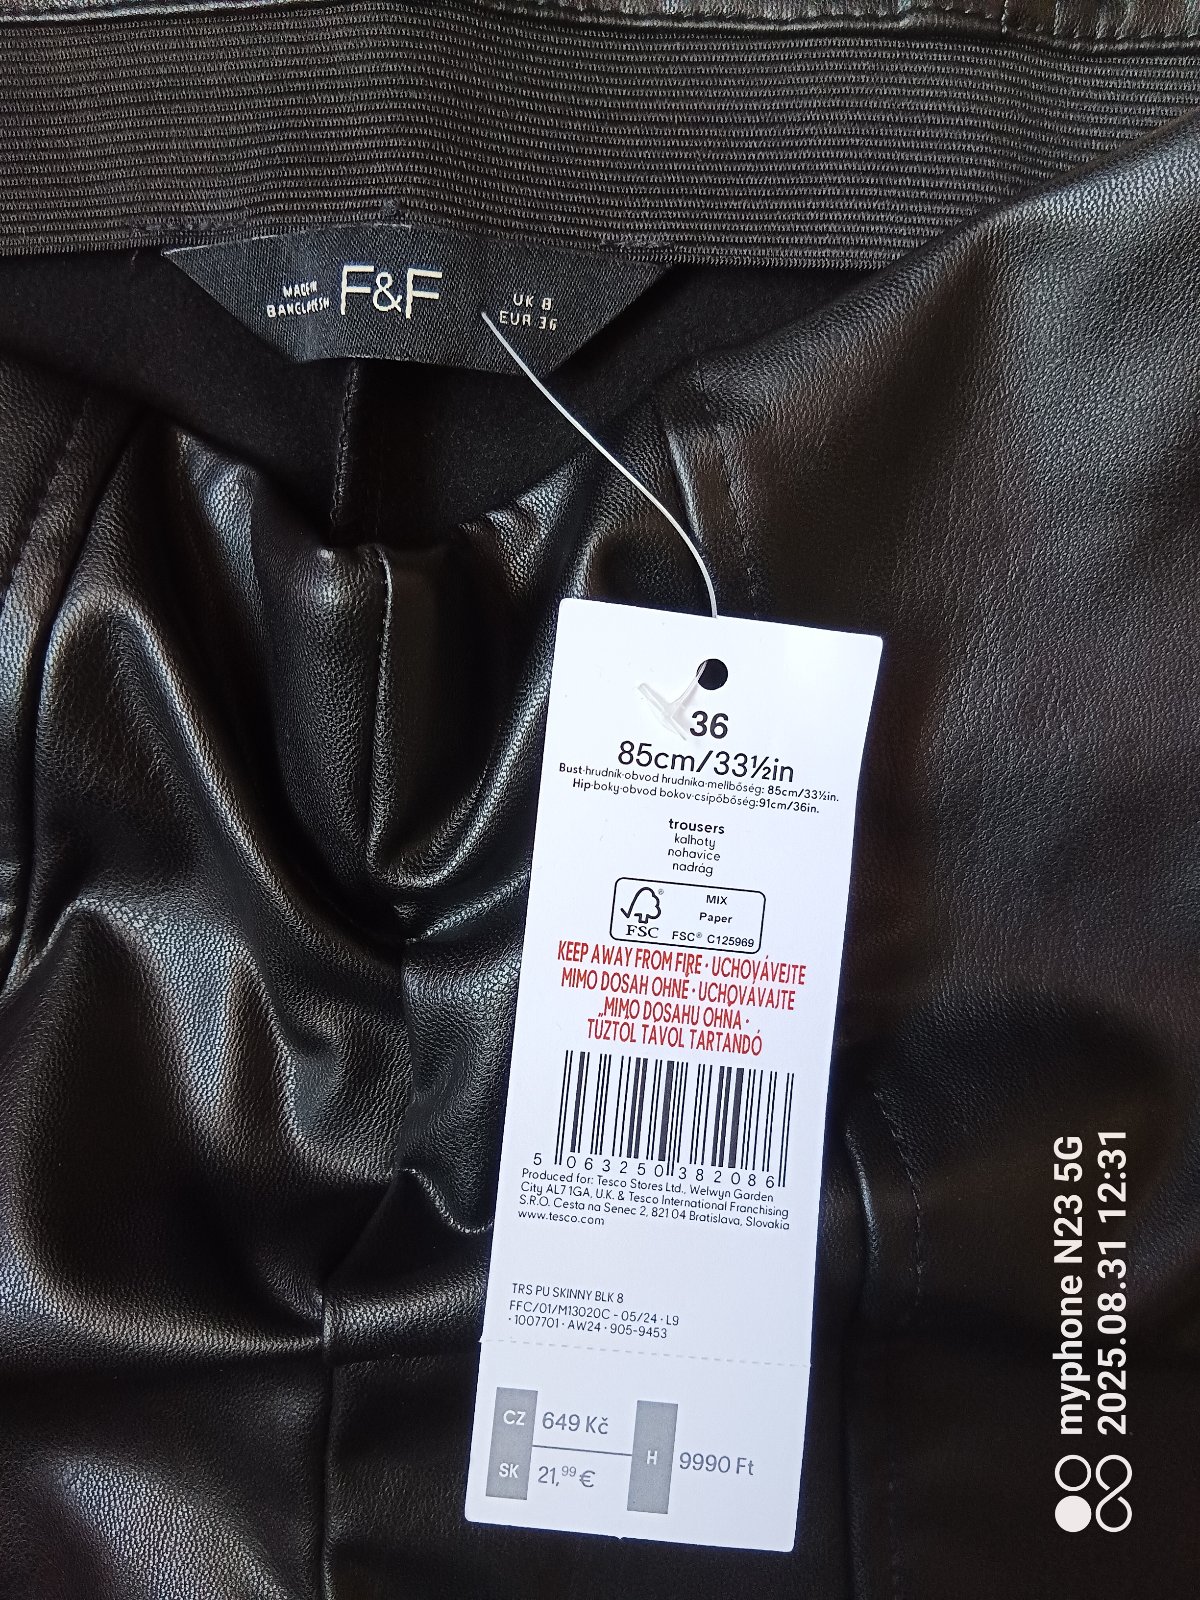 MADE IN
BANGLADESH
F&F
UK 8
EUR 36
36
85cm/33½in
Bust·hrudník·obvod hrudníka·mellbőség: 85cm/33½in.
Hip·boky·obvod bokov·csípőbőség:91cm/36in.
trousers
kalhoty
nohavice
nadrág
FSC®
MIX
Paper
FSC® C125969
KEEP AWAY FROM FIRE · UCHOVÁVEJTE
MIMO DOSAH OHNĚ · UCHOVÁVAJTE
„MIMO DOSAHU OHŇA ·
TŰZTŐL TÁVOL TARTANDÓ
5 063250 382086
Produced for: Tesco Stores Ltd., Welwyn Garden
City AL7 1GA, U.K. & Tesco International Franchising
S.R.O. Cesta na Senec 2, 821 04 Bratislava, Slovakia
www.tesco.com
TRS PU SKINNY BLK 8
FFC/01/M13020C - 05/24 · L9
· 1007701 · AW24 · 905-9453
CZ 649 Kč
SK 21,99 €
H 9990 Ft
myphone N23 5G
2025.08.31 12:31